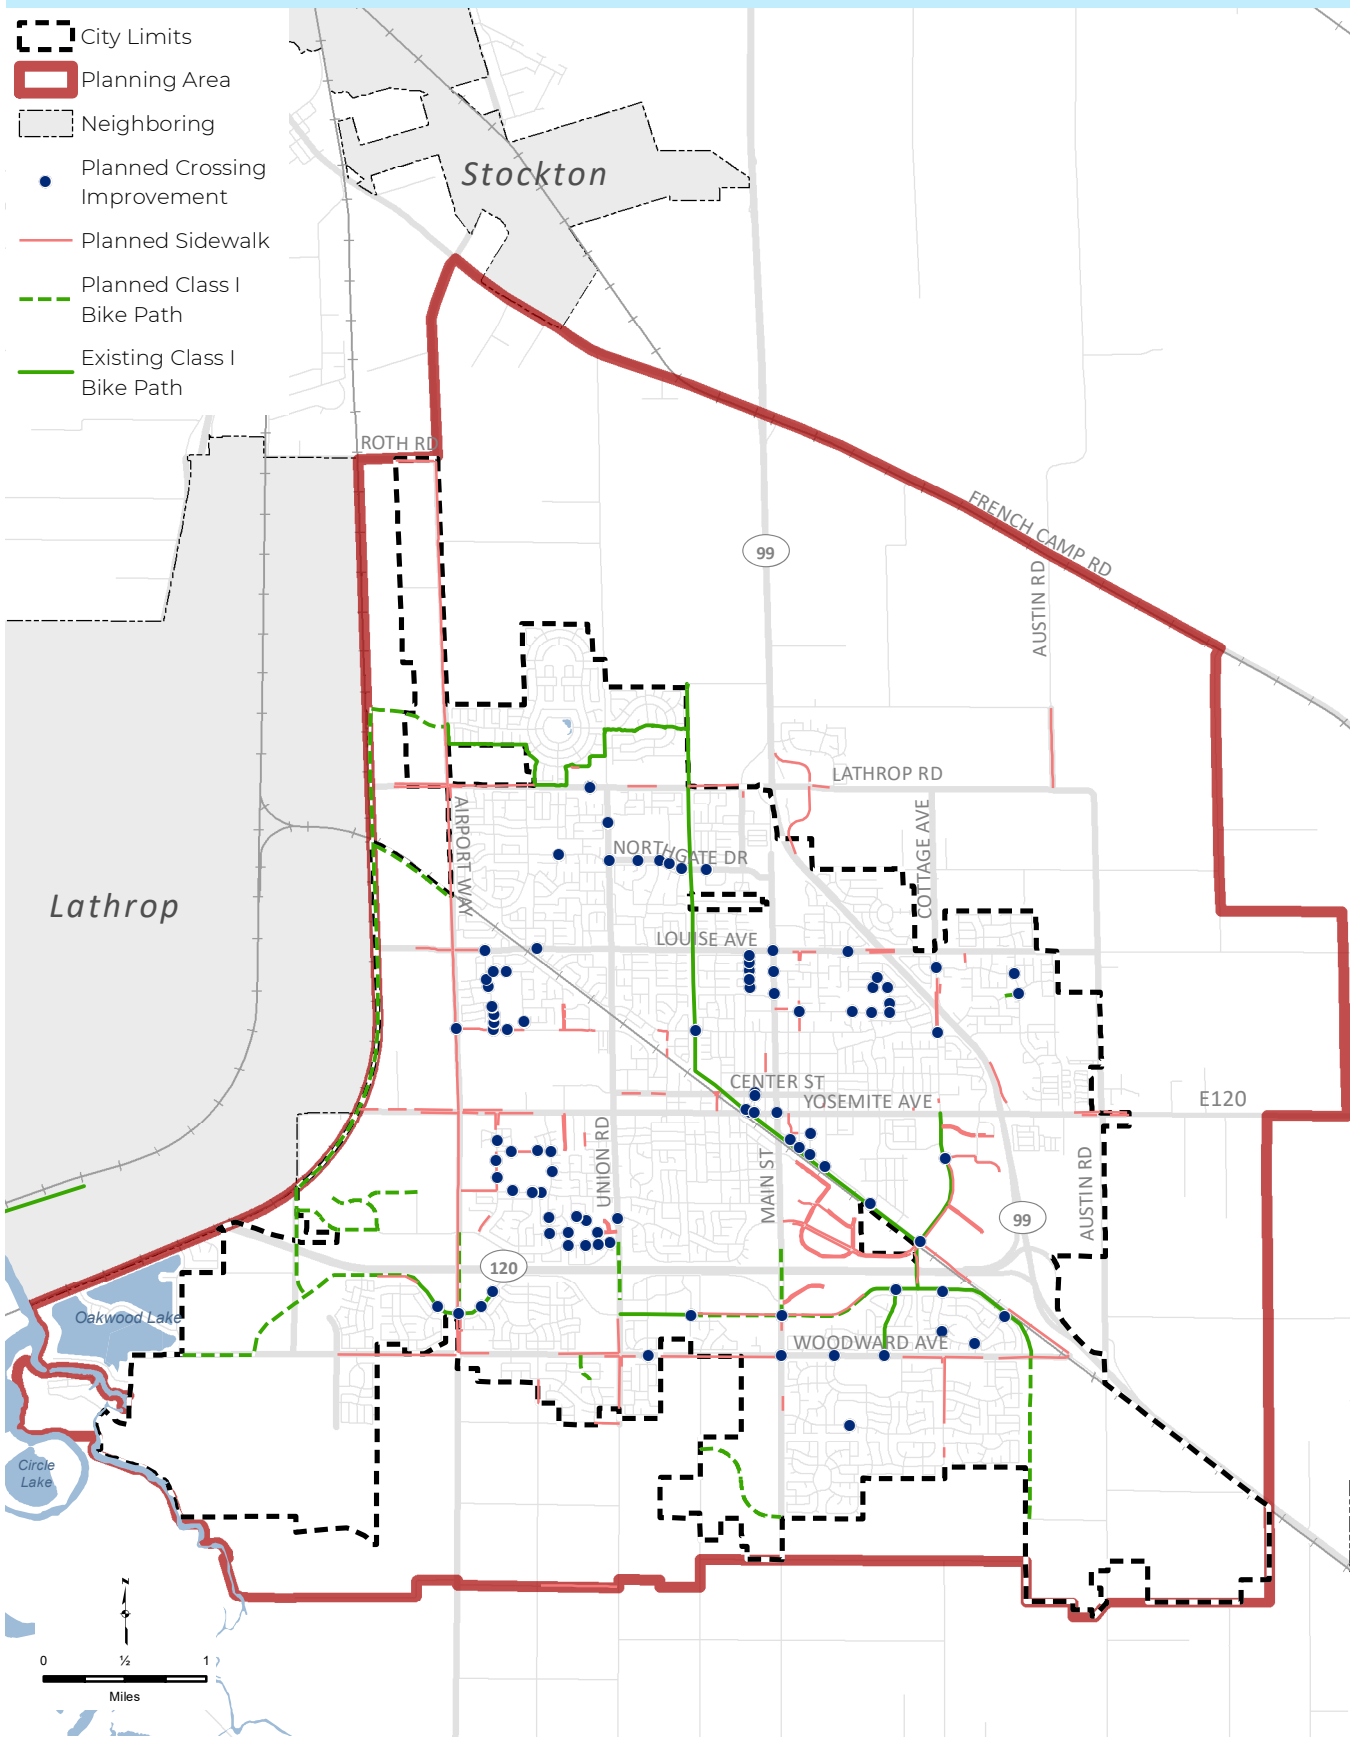 City Limits
Planning Area
Neighboring
Planned Crossing
Improvement
Planned Sidewalk
Planned Class I
Bike Path
Existing Class I
Bike Path
Stockton
ROTH RD
99
FRENCH CAMP RD
AUSTIN RD
LATHROP RD
AIRPORT WAY
COTTAGE AVE
NORTHGATE DR
Lathrop
LOUISE AVE
CENTER ST
YOSEMITE AVE
E120
UNION RD
MAIN ST
AUSTIN RD
99
120
Oakwood Lake
WOODWARD AVE
Circle
Lake
N
0 ½ 1
Miles